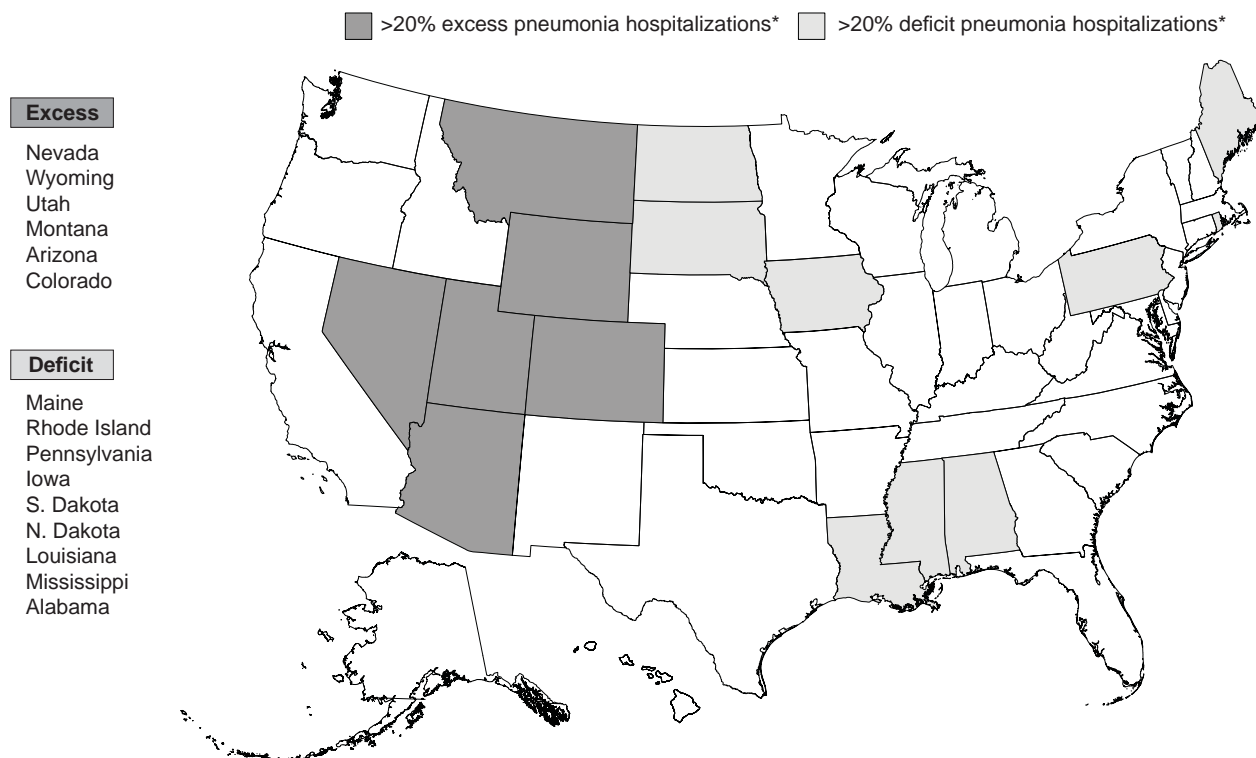 >20% excess pneumonia hospitalizations*
>20% deficit pneumonia hospitalizations*
Excess
Nevada
Wyoming
Utah
Montana
Arizona
Colorado
Deficit
Maine
Rhode Island
Pennsylvania
Iowa
S. Dakota
N. Dakota
Louisiana
Mississippi
Alabama